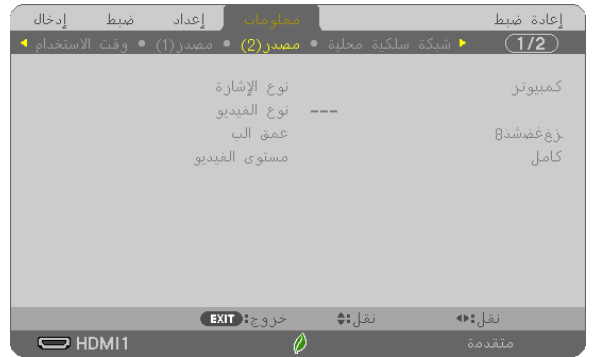 إدخال ضبط إعداد معلومات إعادة ضبط
وقت الاستخدام • مصدر(1) • مصدر(2) • شبكة سلكية محلية 1/2
نوع الإشارة كمبيوتر
نوع الفيديو ---
عمق الب 8زغغضشذ
مستوى الفيديو كامل
EXIT:خروج نقل: نقل:
HDMI1 متقدمة